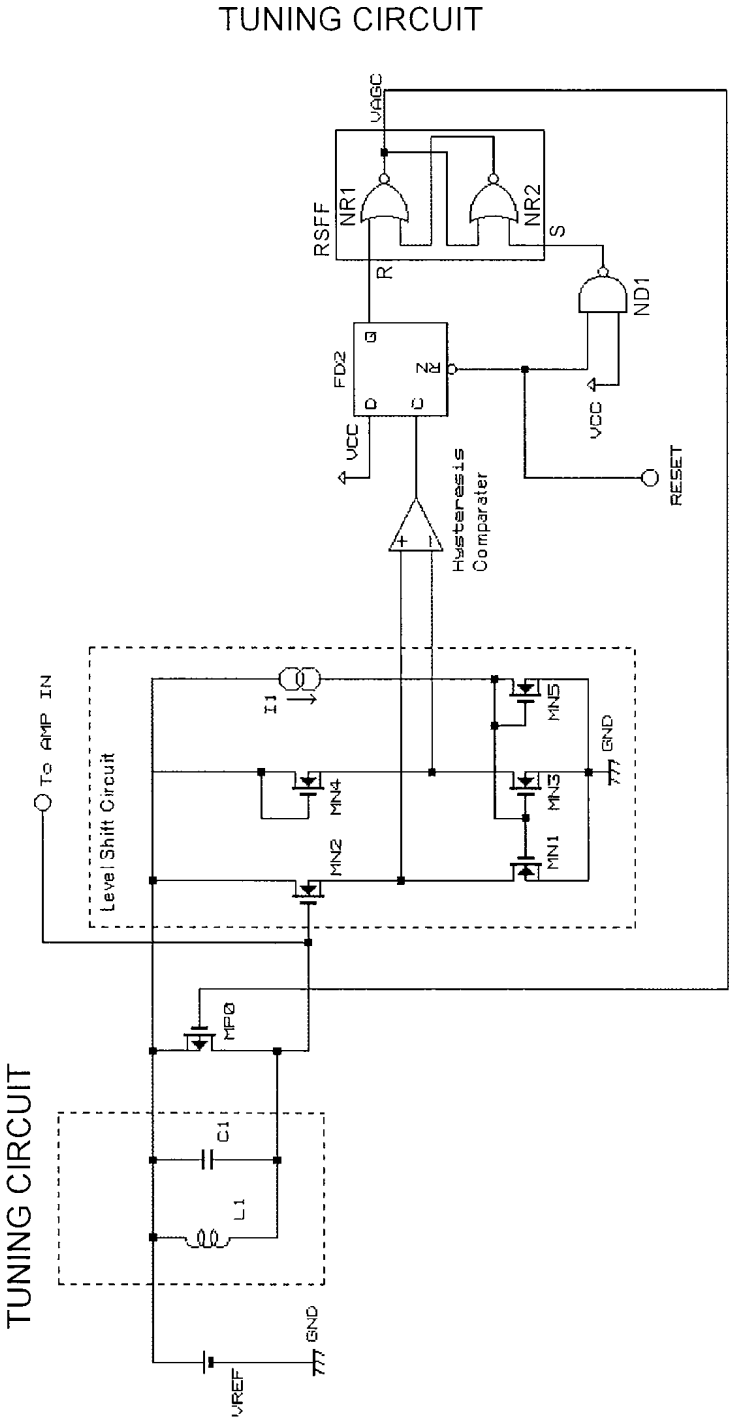 TUNING CIRCUIT
TUNING CIRCUIT
VREF
GND
L1
C1
MP0
To AMP IN
Level Shift Circuit
MN2
MN4
I1
MN1
MN3
MN5
GND
+
−
Hysteresis
Comparater
VCC
FD2
D
Q
C
RN
RESET
VCC
ND1
R
S
RSFF
NR1
NR2
VAGC